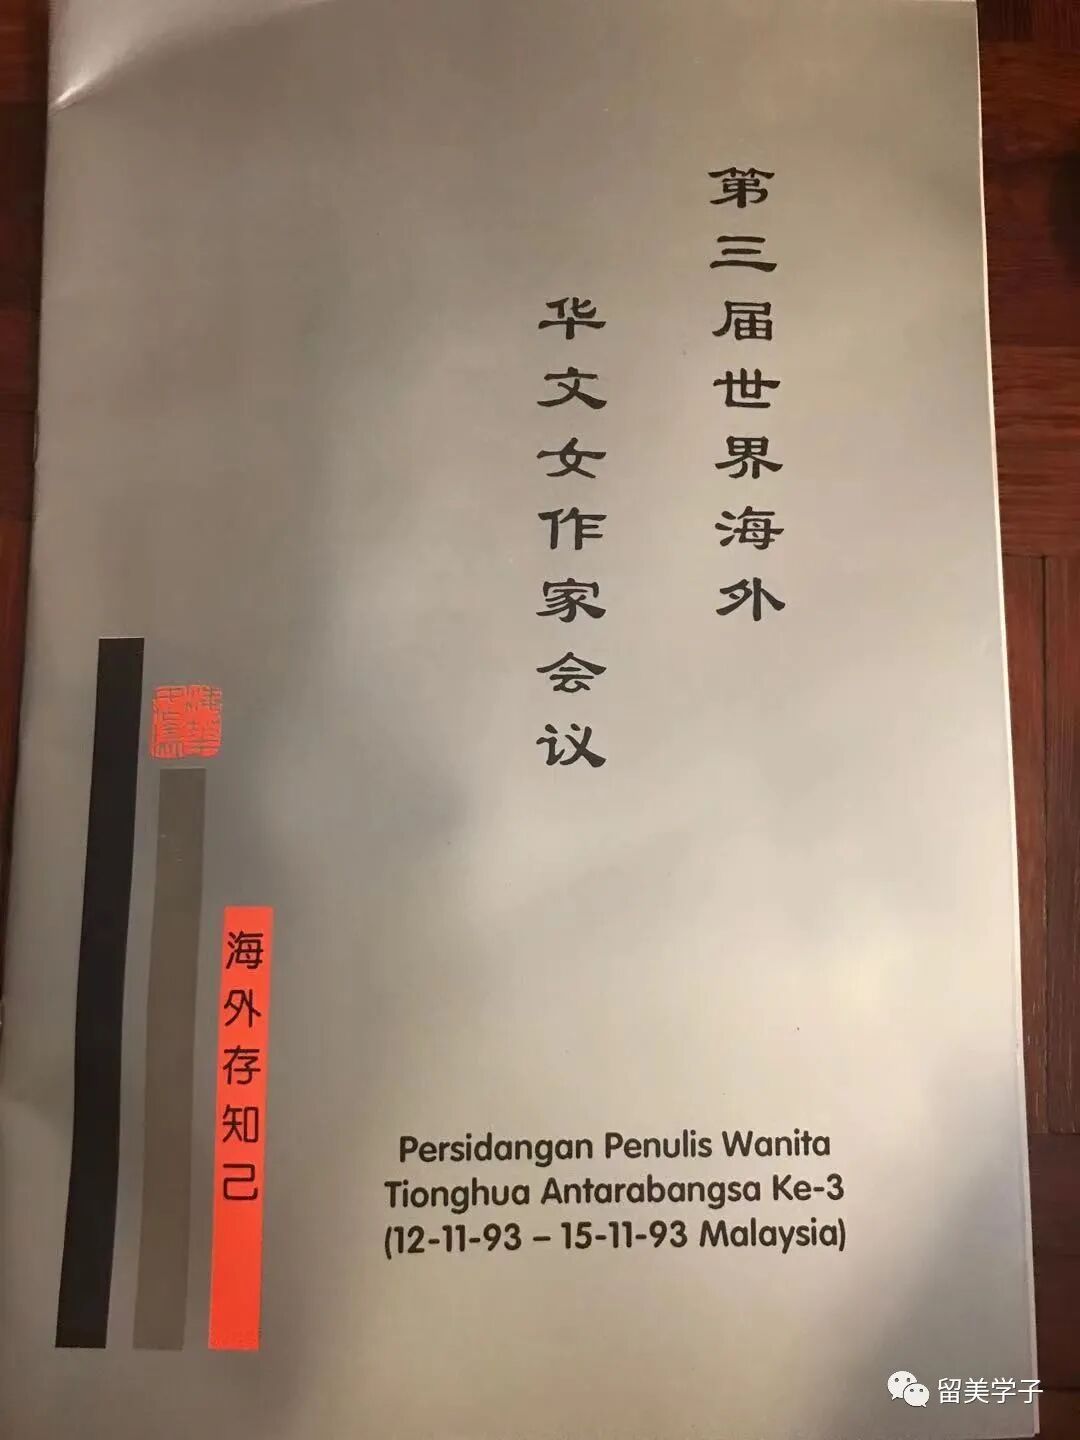 第三届世界海外
华文女作家会议
海外存知己
Persidangan Penulis Wanita
Tionghua Antarabangsa Ke-3
(12-11-93 – 15-11-93 Malaysia)
留美学子